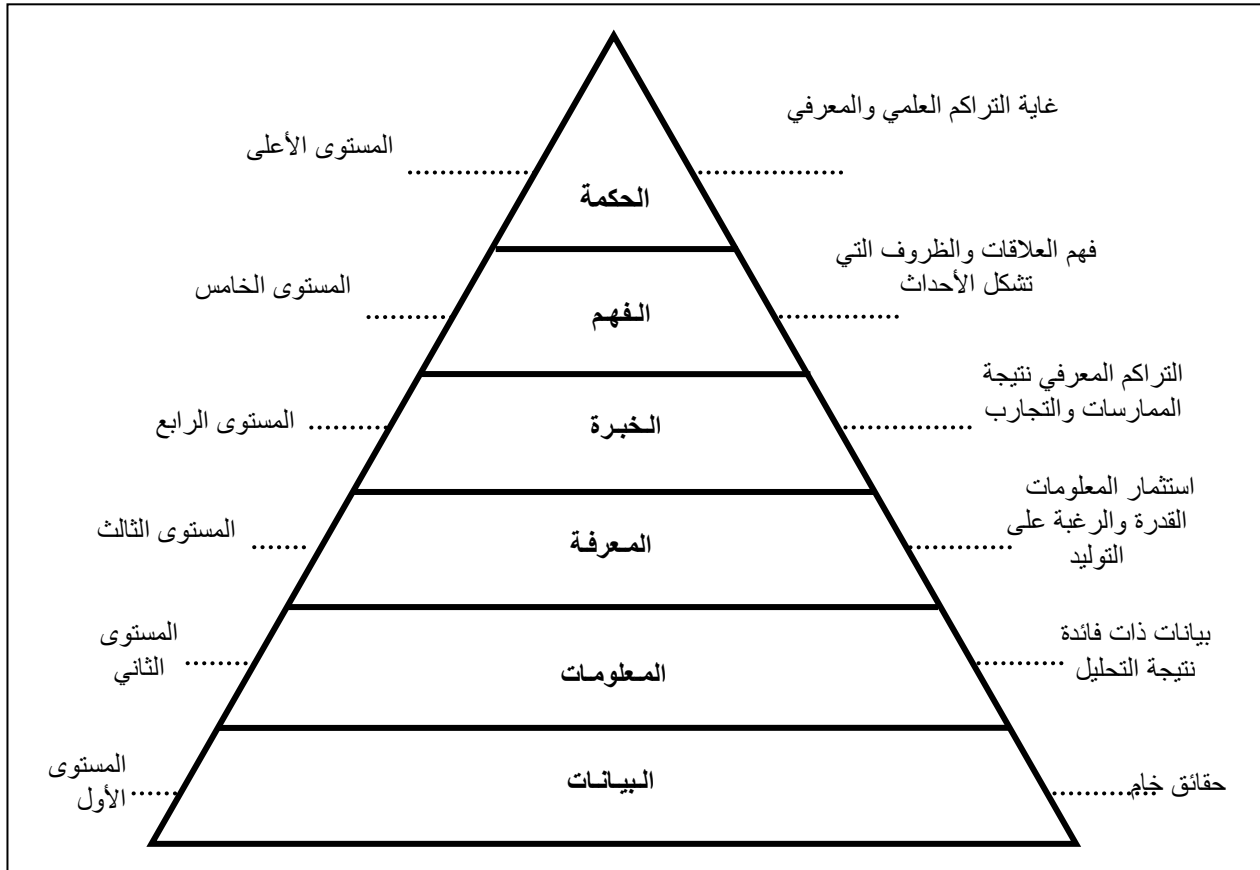 غاية التراكم العلمي والمعرفي
المستوى الأعلى
الحكمة
فهم العلاقات والظروف التي
تشكل الأحداث
المستوى الخامس
الفهم
التراكم المعرفي نتيجة
الممارسات والتجارب
المستوى الرابع
الخبرة
استثمار المعلومات
القدرة والرغبة على
التوليد
المستوى الثالث
المعرفة
بيانات ذات فائدة
نتيجة التحليل
المستوى
الثاني
المعلومات
حقائق خام
المستوى
الأول
البيانات